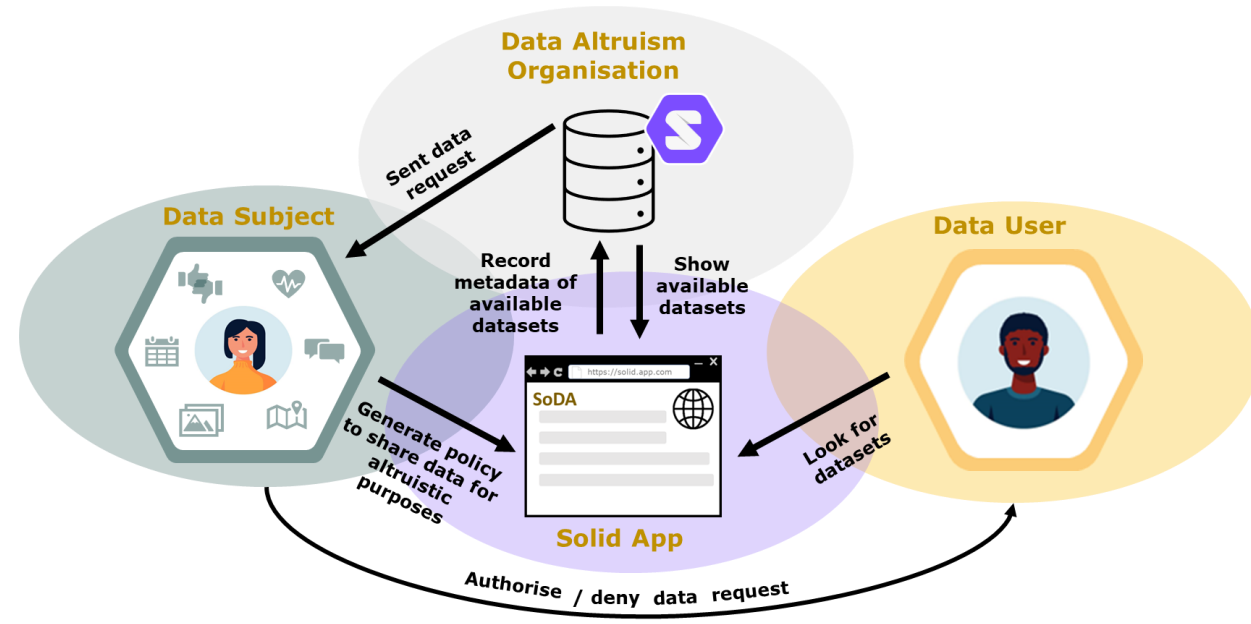 Data Altruism
Organisation
Sent data
request
Data Subject
Data User
Record
metadata of
available
datasets
Show
available
datasets
https://solid.app.com
SoDA
Generate policy
to share data for
altruistic
purposes
Look for
datasets
Solid App
Authorise / deny data request